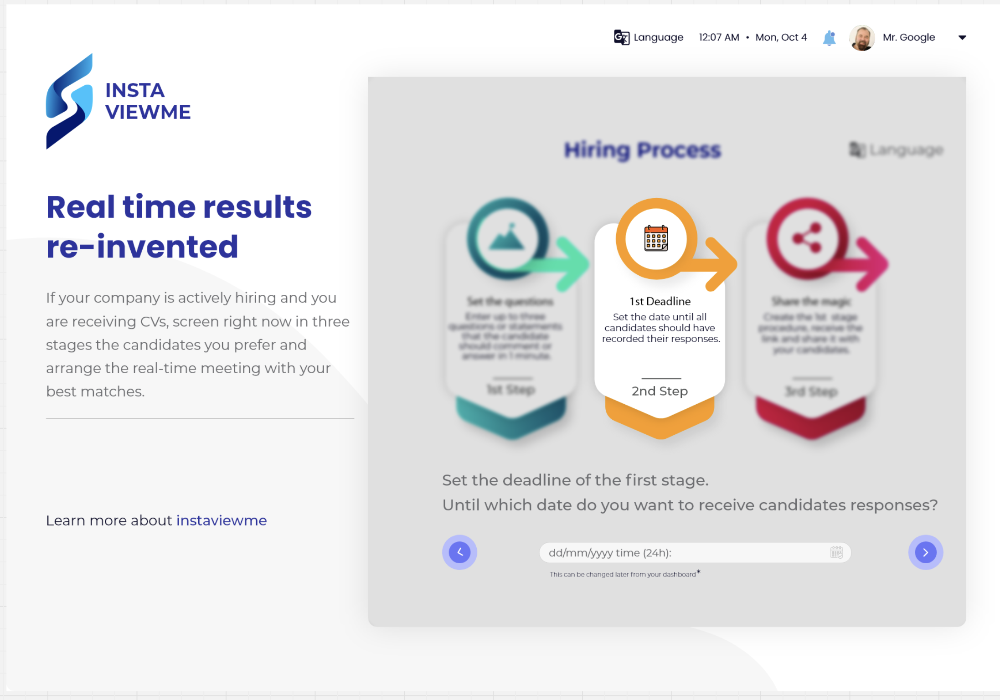 Language 12:07 AM • Mon, Oct 4 Mr. Google
INSTA
VIEWME
Real time results
re-invented
If your company is actively hiring and you
are receiving CVs, screen right now in three
stages the candidates you prefer and
arrange the real-time meeting with your
best matches.
Learn more about instaviewme
Hiring Process
Language
Set the questions
Enter up to three
questions or statements
that the candidate
should comment or
answer in 1 minute.
1st Step
1st Deadline
Set the date until all
candidates should have
recorded their responses.
2nd Step
Share the magic
Create the 1st stage
procedure, receive the
link and share it with
your candidates.
3rd Step
Set the deadline of the first stage.
Until which date do you want to receive candidates responses?
dd/mm/yyyy time (24h):
This can be changed later from your dashboard*